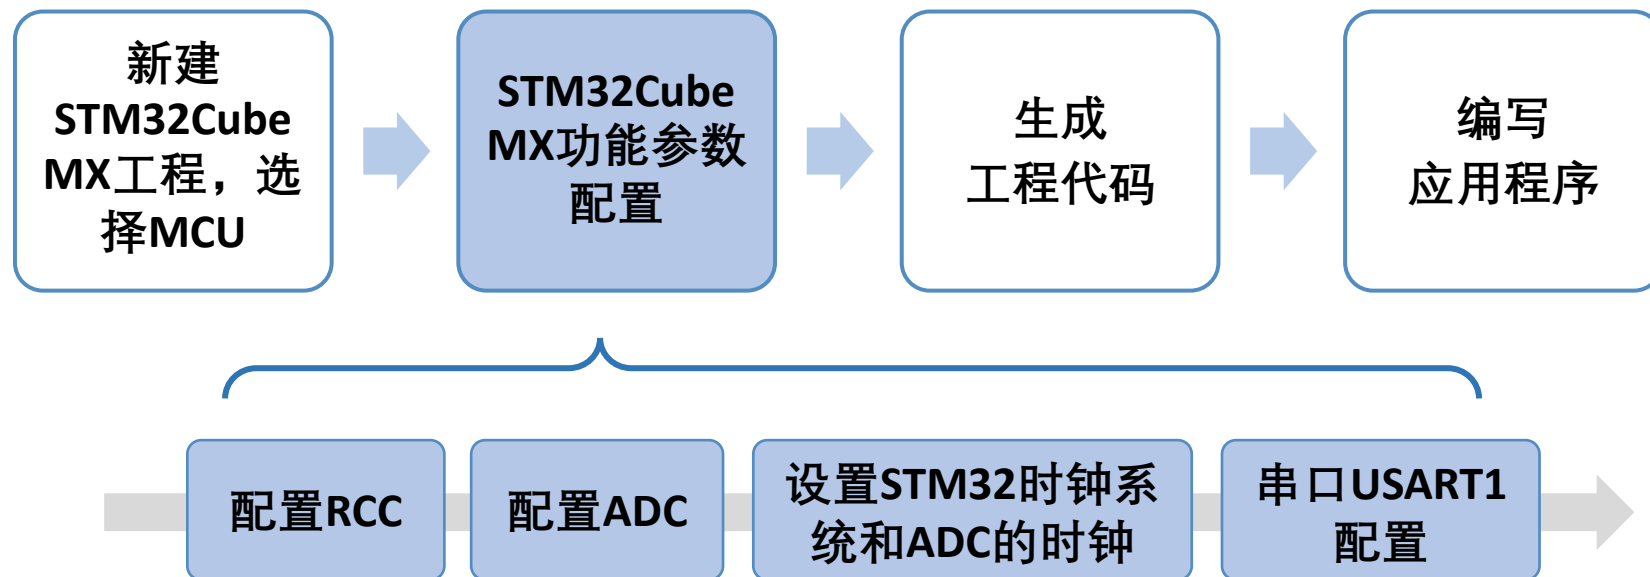 新建
STM32Cube
MX工程，选
择MCU
STM32Cube
MX功能参数
配置
生成
工程代码
编写
应用程序
配置RCC
配置ADC
设置STM32时钟系
统和ADC的时钟
串口USART1
配置